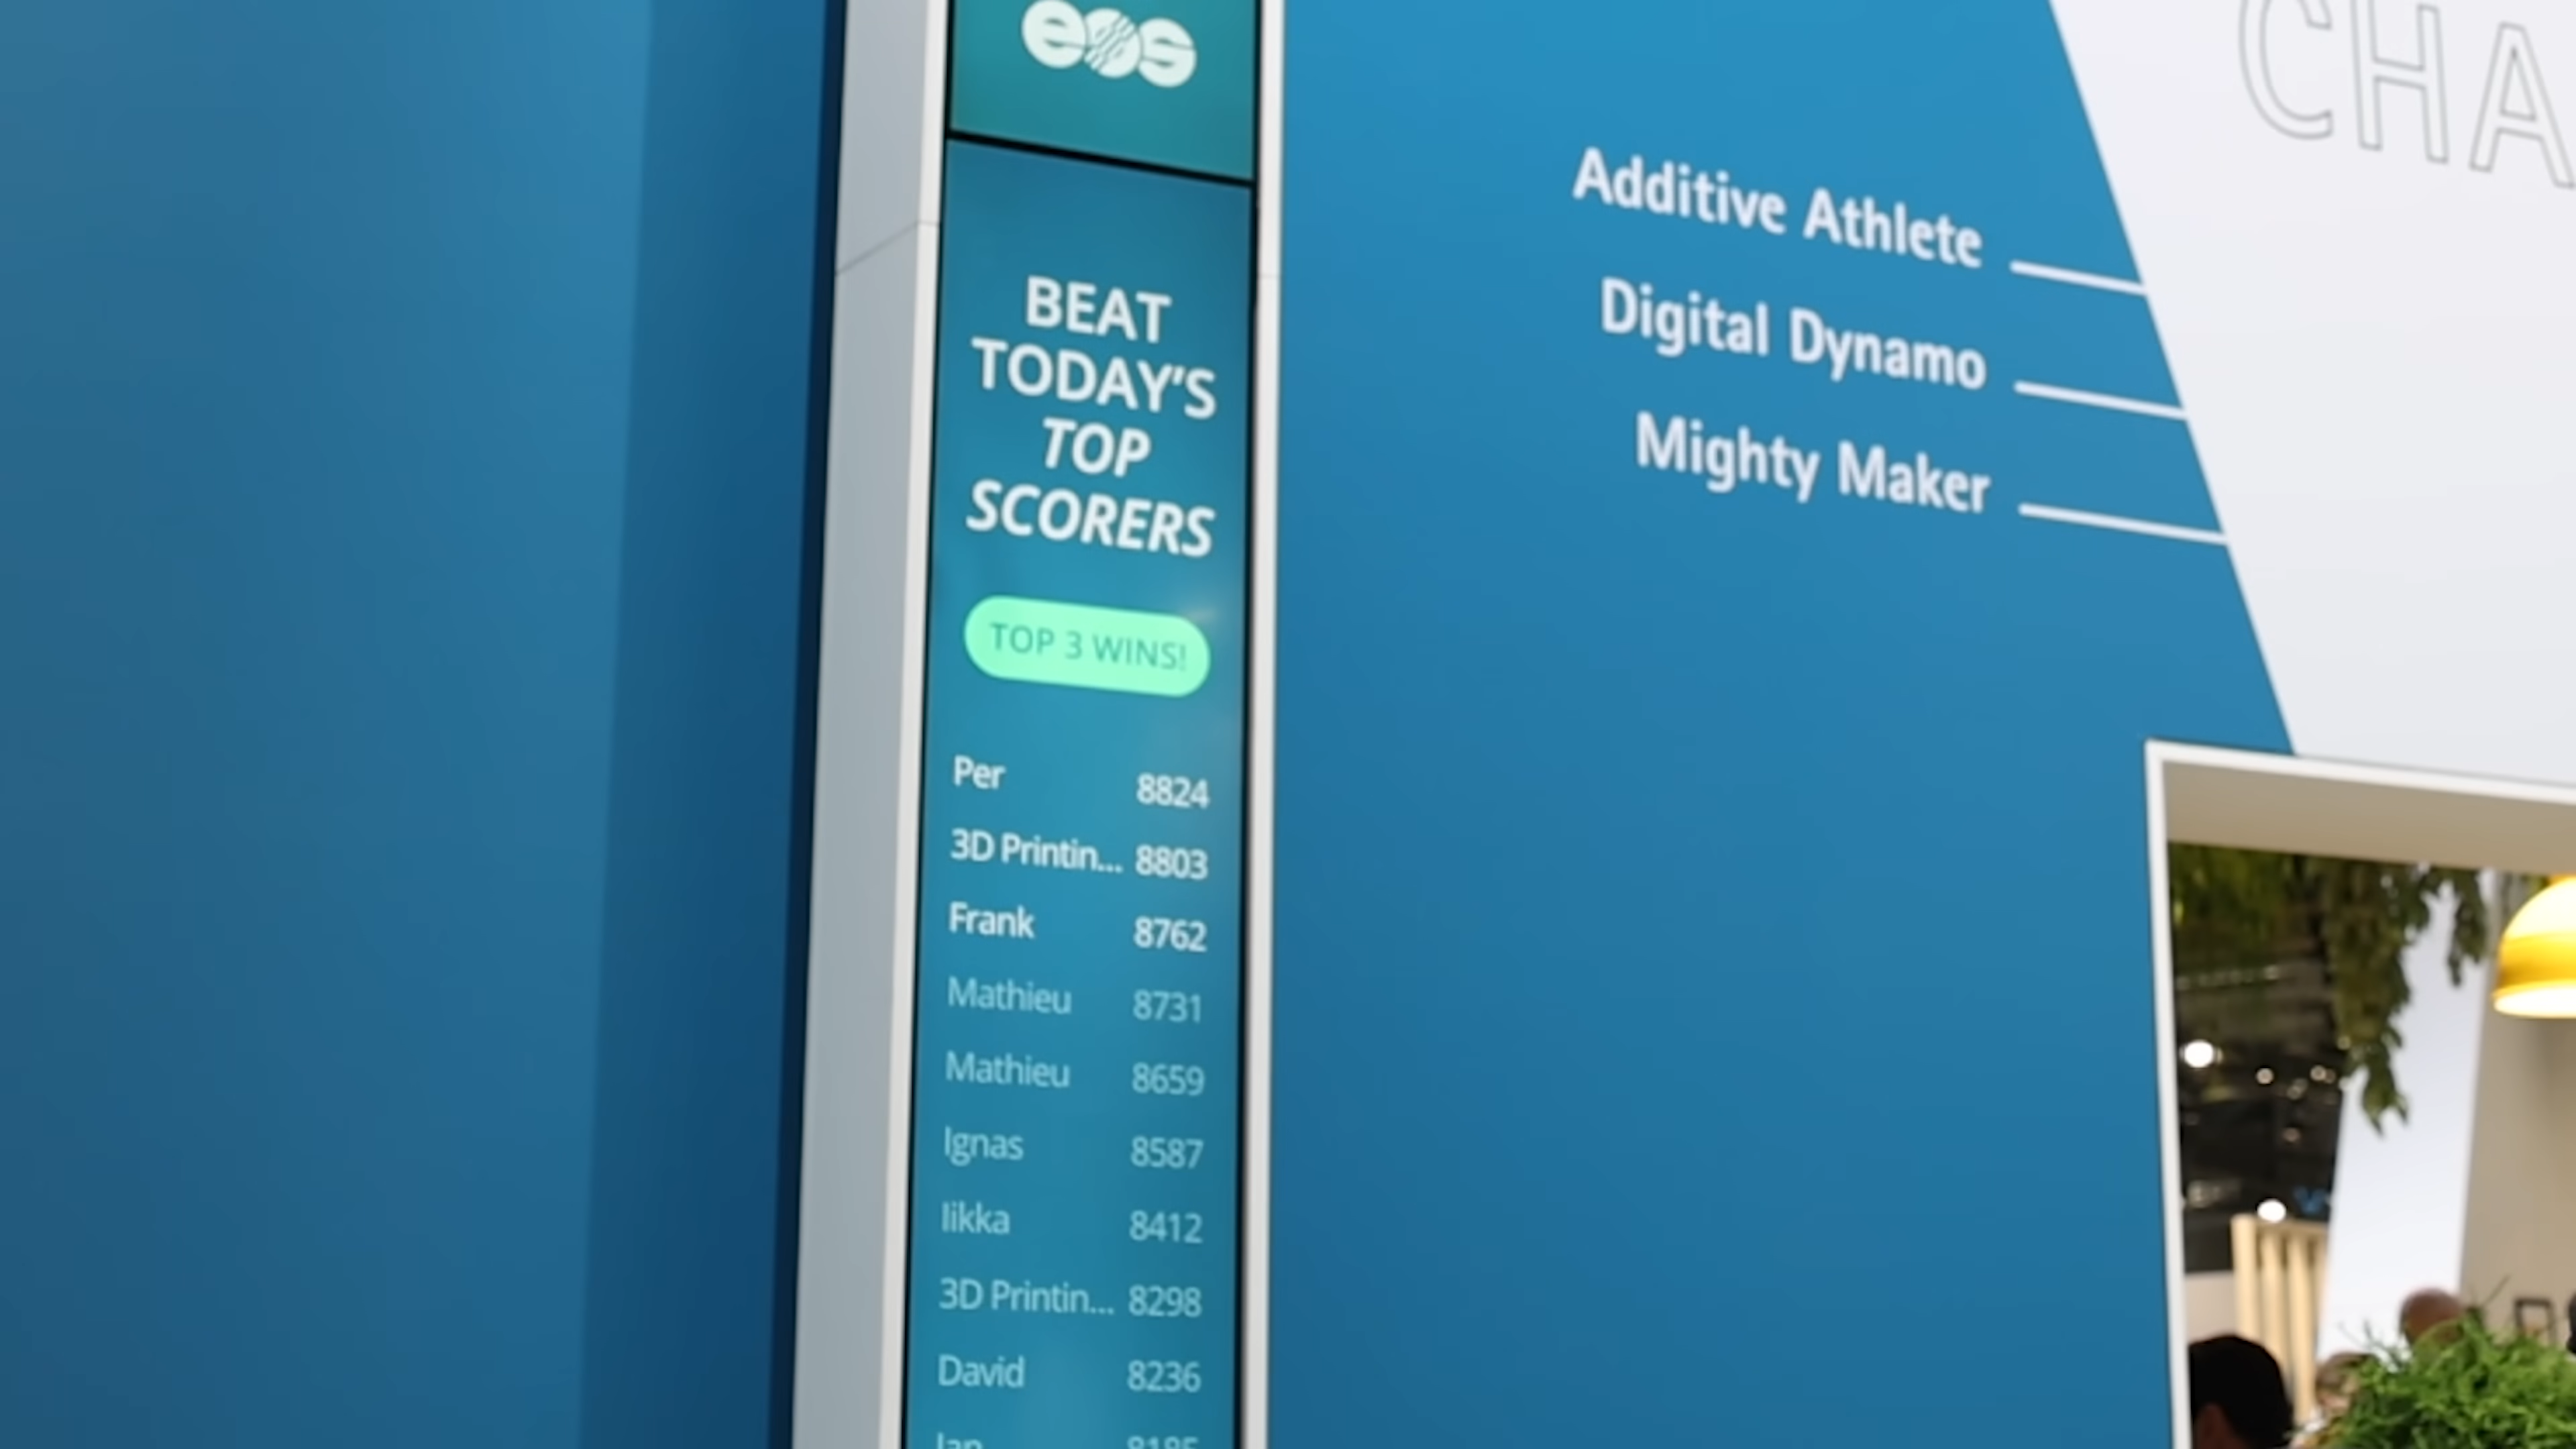 eos
BEAT
TODAY'S
TOP
SCORERS
TOP 3 WINS!
Per 8824
3D Printin... 8803
Frank 8762
Mathieu 8731
Mathieu 8659
Ignas 8587
Iikka 8412
3D Printin... 8298
David 8236
Additive Athlete
Digital Dynamo
Mighty Maker
CHA